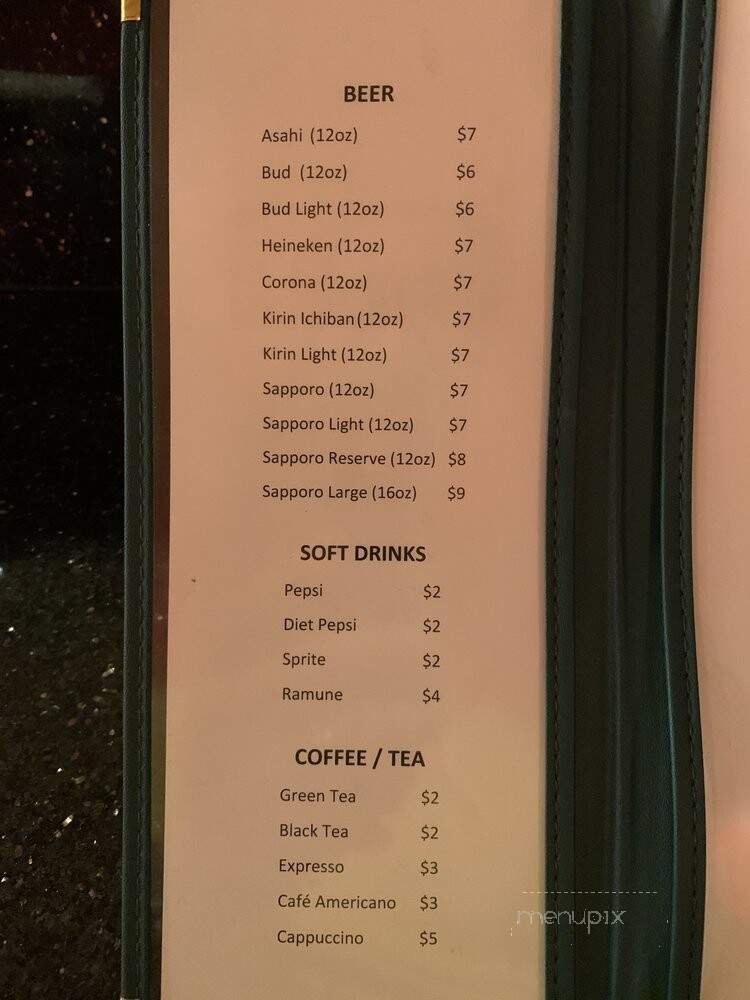 BEER
Asahi (12oz) $7
Bud (12oz) $6
Bud Light (12oz) $6
Heineken (12oz) $7
Corona (12oz) $7
Kirin Ichiban (12oz) $7
Kirin Light (12oz) $7
Sapporo (12oz) $7
Sapporo Light (12oz) $7
Sapporo Reserve (12oz) $8
Sapporo Large (16oz) $9
SOFT DRINKS
Pepsi $2
Diet Pepsi $2
Sprite $2
Ramune $4
COFFEE / TEA
Green Tea $2
Black Tea $2
Expresso $3
Café Americano $3
Cappuccino $5
menupix